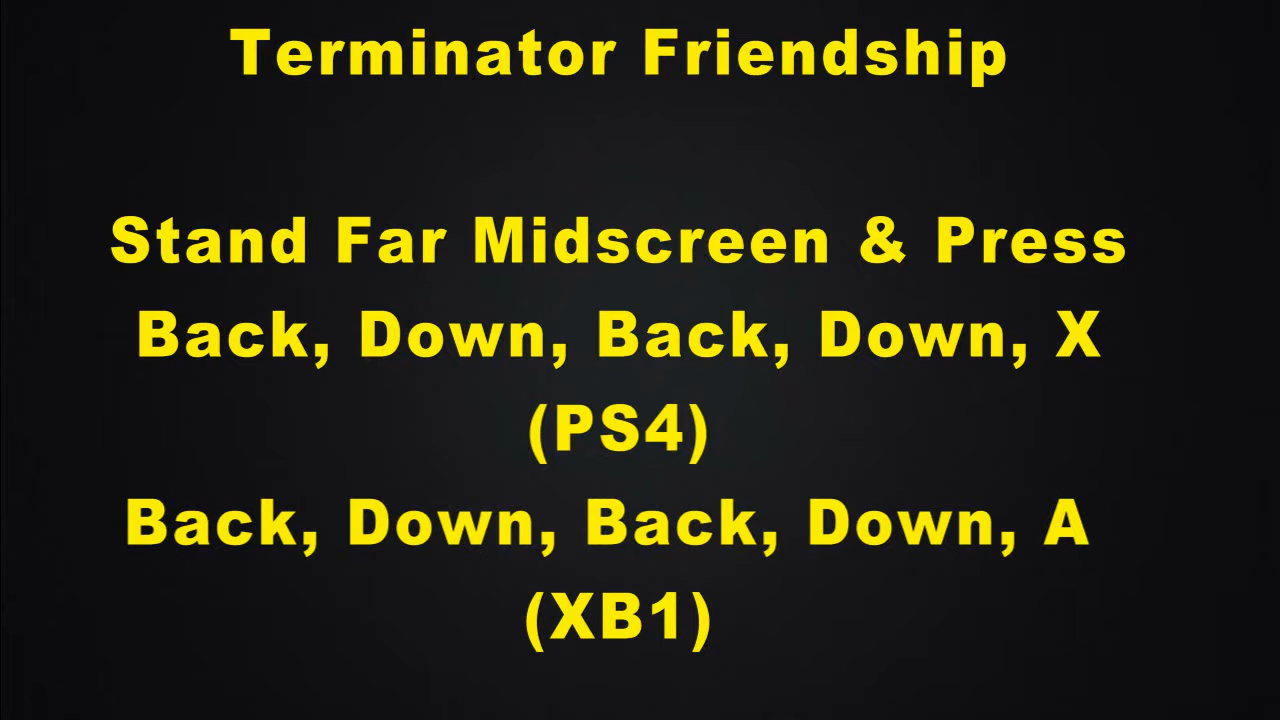 Terminator Friendship
Stand Far Midscreen & Press
Back, Down, Back, Down, X
(PS4)
Back, Down, Back, Down, A
(XB1)